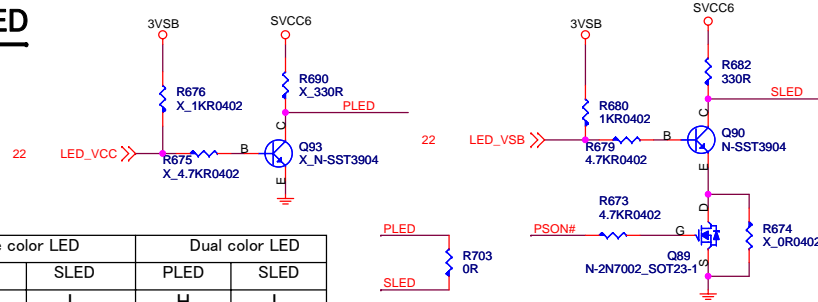 ED
3VSB
SVCC6
R676
X_1KR0402
R690
X_330R
PLED
22
LED_VCC
R675
X_4.7KR0402
B
C
E
Q93
X_N-SST3904
3VSB
SVCC6
R682
330R
SLED
R680
1KR0402
22
LED_VSB
R679
4.7KR0402
B
C
E
Q90
N-SST3904
R673
4.7KR0402
PSON#
G
D
S
Q89
N-2N7002_SOT23-1
R674
X_0R0402
PLED
SLED
R703
0R
color LED
Dual color LED
SLED
PLED
SLED